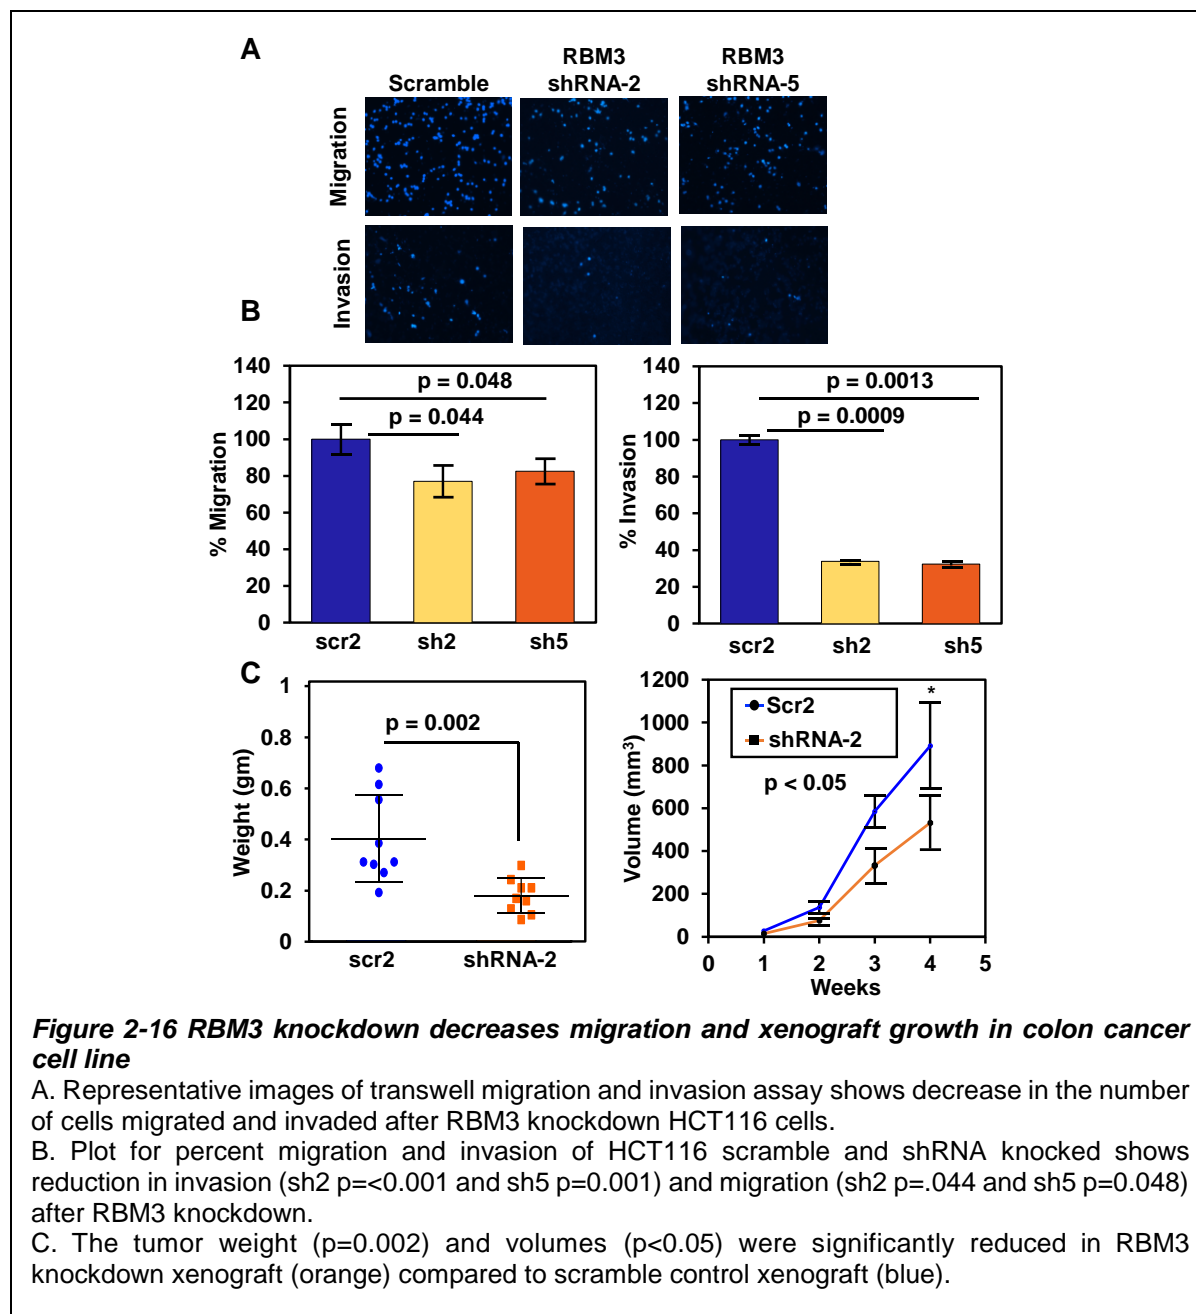 A
Scramble
RBM3
shRNA-2
RBM3
shRNA-5
Migration
Invasion
B
140
120
100
80
60
40
20
0
% Migration
p = 0.048
p = 0.044
scr2
sh2
sh5
140
120
100
80
60
40
20
0
% Invasion
p = 0.0013
p = 0.0009
scr2
sh2
sh5
C
1
0.8
0.6
0.4
0.2
0
Weight (gm)
p = 0.002
scr2
shRNA-2
1200
1000
800
600
400
200
0
Volume (mm³)
Scr2
shRNA-2
p < 0.05
*
0
1
2
3
4
5
Weeks
Figure 2-16 RBM3 knockdown decreases migration and xenograft growth in colon cancer
cell line
A. Representative images of transwell migration and invasion assay shows decrease in the number
of cells migrated and invaded after RBM3 knockdown HCT116 cells.
B. Plot for percent migration and invasion of HCT116 scramble and shRNA knocked shows
reduction in invasion (sh2 p=<0.001 and sh5 p=0.001) and migration (sh2 p=.044 and sh5 p=0.048)
after RBM3 knockdown.
C. The tumor weight (p=0.002) and volumes (p<0.05) were significantly reduced in RBM3
knockdown xenograft (orange) compared to scramble control xenograft (blue).